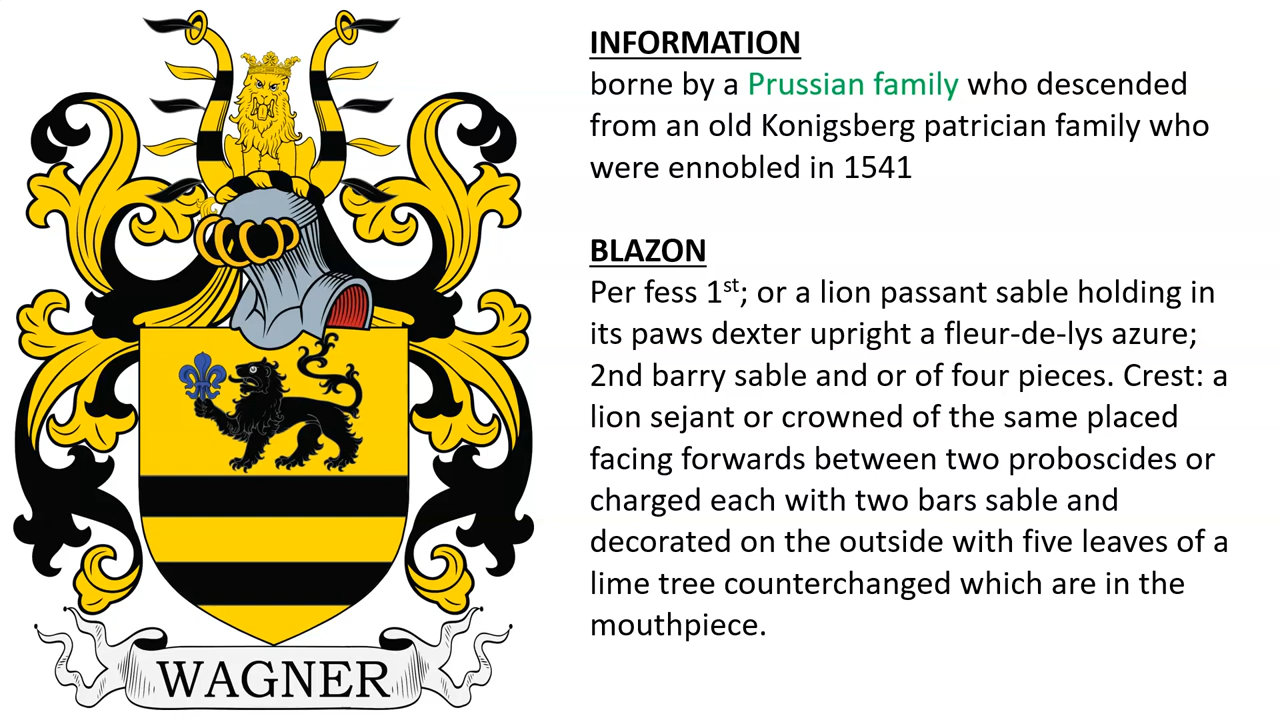 INFORMATION
borne by a Prussian family who descended
from an old Konigsberg patrician family who
were ennobled in 1541
BLAZON
Per fess 1st; or a lion passant sable holding in
its paws dexter upright a fleur-de-lys azure;
2nd barry sable and or of four pieces. Crest: a
lion sejant or crowned of the same placed
facing forwards between two proboscides or
charged each with two bars sable and
decorated on the outside with five leaves of a
lime tree counterchanged which are in the
mouthpiece.
WAGNER